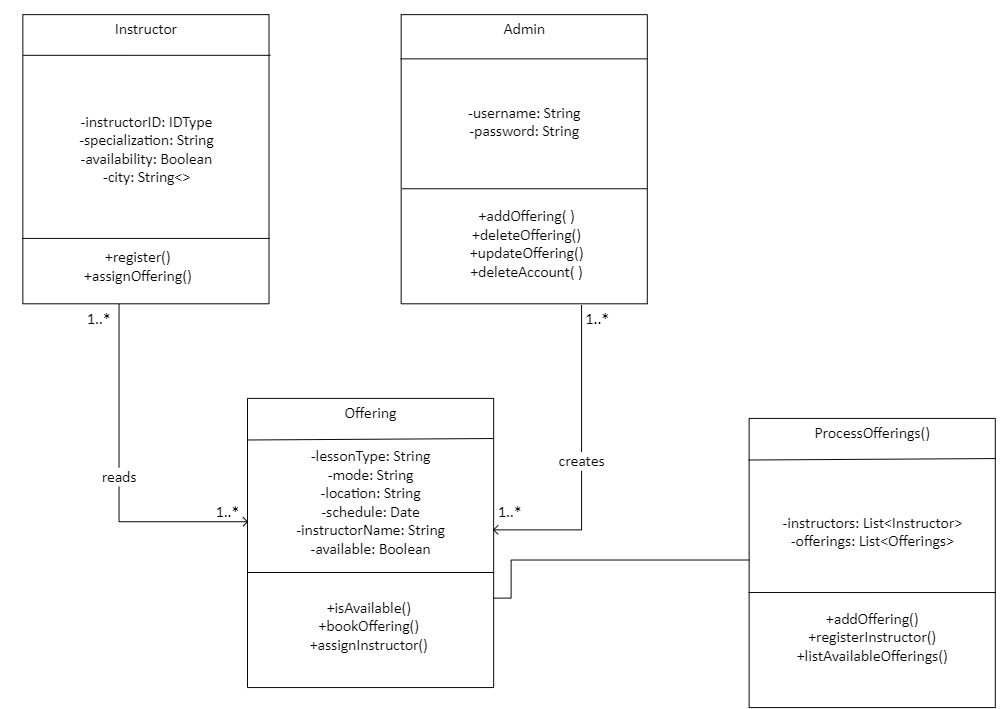 Instructor
-instructorID: IDType
-specialization: String
-availability: Boolean
-city: String<>
+register()
+assignOffering()
Admin
-username: String
-password: String
+addOffering( )
+deleteOffering()
+updateOffering()
+deleteAccount( )
1..*
1..*
reads
creates
1..*
1..*
Offering
-lessonType: String
-mode: String
-location: String
-schedule: Date
-instructorName: String
-available: Boolean
+isAvailable()
+bookOffering()
+assignInstructor()
ProcessOfferings()
-instructors: List<Instructor>
-offerings: List<Offerings>
+addOffering()
+registerInstructor()
+listAvailableOfferings()